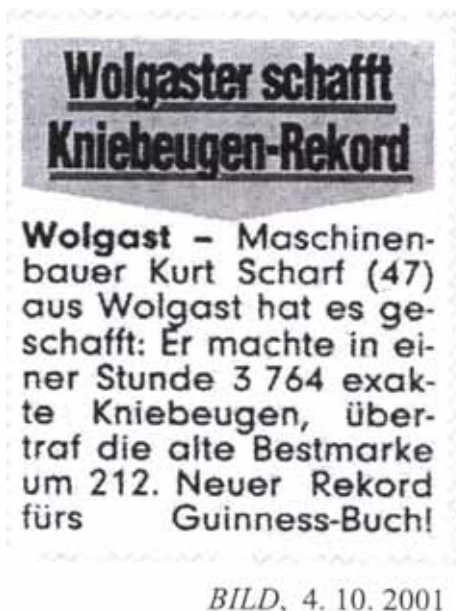 Wolgaster schafft
Kniebeugen-Rekord
Wolgast – Maschinen-
bauer Kurt Scharf (47)
aus Wolgast hat es ge-
schafft: Er machte in ei-
ner Stunde 3 764 exak-
te Kniebeugen, über-
traf die alte Bestmarke
um 212. Neuer Rekord
fürs Guinness-Buch!
BILD, 4. 10. 2001